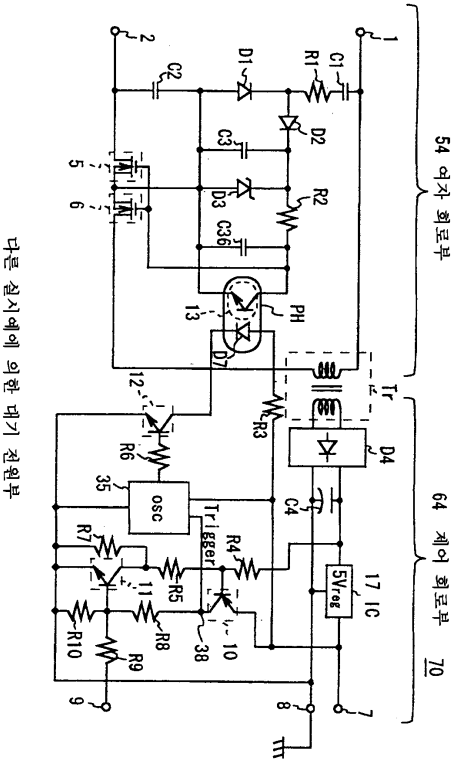 54 여자 회로부
64 제어 회로부
70
1
2
C1
R1
D1
D2
C2
C3
D3
R2
C36
5
6
PH
13
D7
Tr
D4
C4
R3
12
R6
35
OSC
Trigger
R4
17 IC
5Vreg
R7
11
R5
10
38
R10
R8
R9
7
8
9
다른 실시예에 의한 대기 전원부